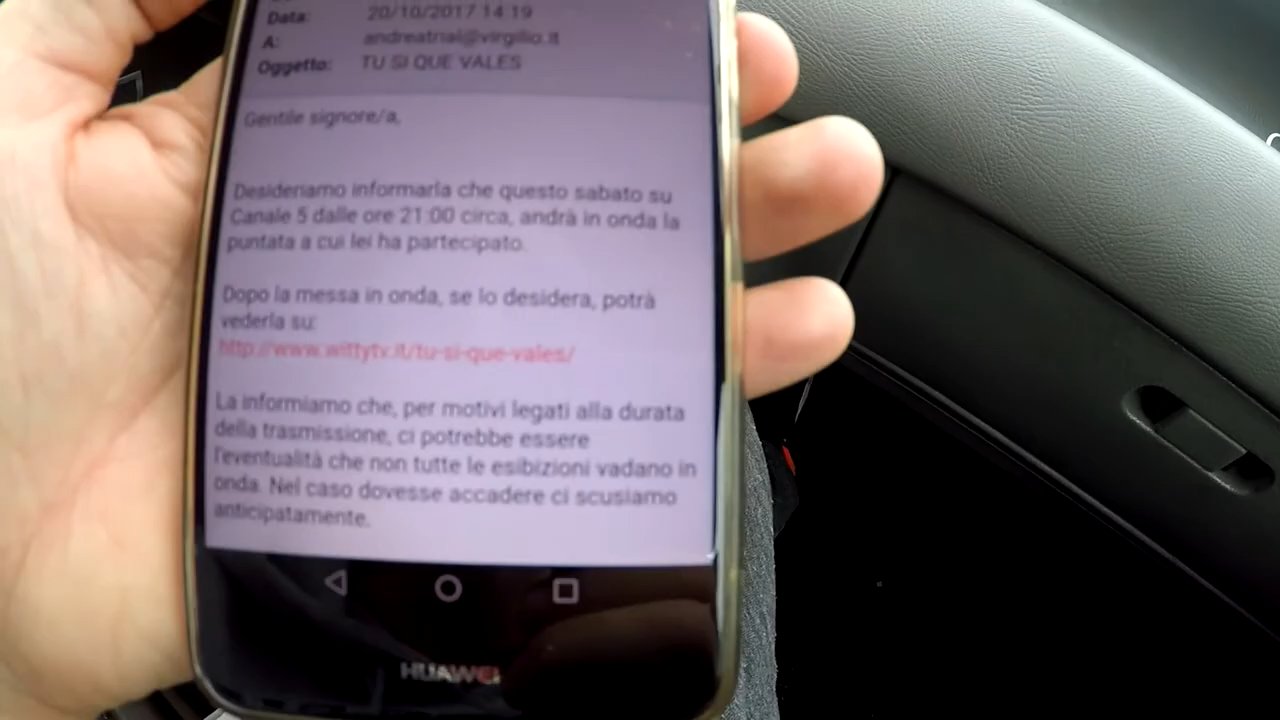 Data: 20/10/2017 14:19
A: andreatrial@virgilio.it
Oggetto: TU SI QUE VALES
Gentile signore/a,
Desideriamo informarla che questo sabato su
Canale 5 dalle ore 21:00 circa, andrà in onda la
puntata a cui lei ha partecipato.
Dopo la messa in onda, se lo desidera, potrà
vederla su:
http://www.wittytv.it/tu-si-que-vales/
La informiamo che, per motivi legati alla durata
della trasmissione, ci potrebbe essere
l'eventualità che non tutte le esibizioni vadano in
onda. Nel caso dovesse accadere ci scusiamo
anticipatamente.
HUAWEI